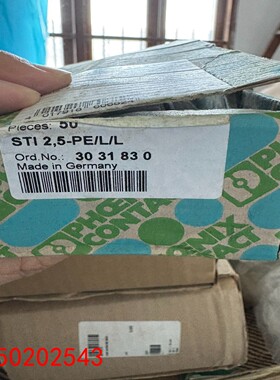 Pieces: 50
STI 2,5-PE/L/L
Ord.No.: 30 31 83 0
Made in Germany
PHOENIX
CONTACT
50202543